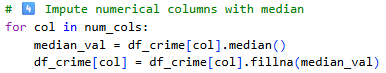 # 4️⃣ Impute numerical columns with median
for col in num_cols:
    median_val = df_crime[col].median()
    df_crime[col] = df_crime[col].fillna(median_val)